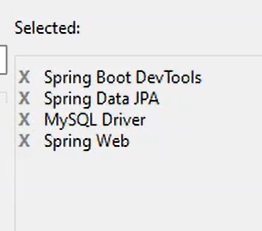 Selected:
X Spring Boot DevTools
X Spring Data JPA
X MySQL Driver
X Spring Web